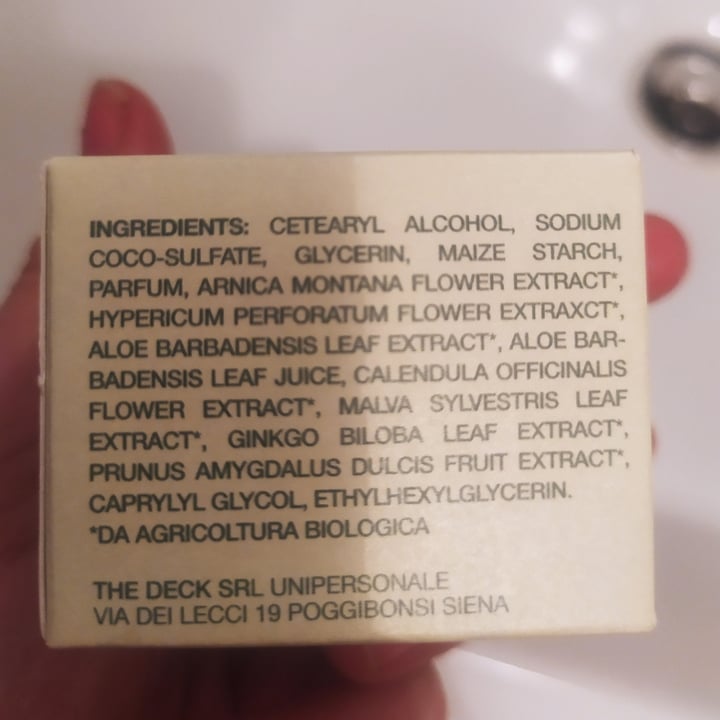 INGREDIENTS: CETEARYL ALCOHOL, SODIUM
COCO-SULFATE, GLYCERIN, MAIZE STARCH,
PARFUM, ARNICA MONTANA FLOWER EXTRACT*,
HYPERICUM PERFORATUM FLOWER EXTRAXCT*,
ALOE BARBADENSIS LEAF EXTRACT*, ALOE BAR-
BADENSIS LEAF JUICE, CALENDULA OFFICINALIS
FLOWER EXTRACT*, MALVA SYLVESTRIS LEAF
EXTRACT*, GINKGO BILOBA LEAF EXTRACT*,
PRUNUS AMYGDALUS DULCIS FRUIT EXTRACT*,
CAPRYLYL GLYCOL, ETHYLHEXYLGLYCERIN.
*DA AGRICOLTURA BIOLOGICA
THE DECK SRL UNIPERSONALE
VIA DEI LECCI 19 POGGIBONSI SIENA